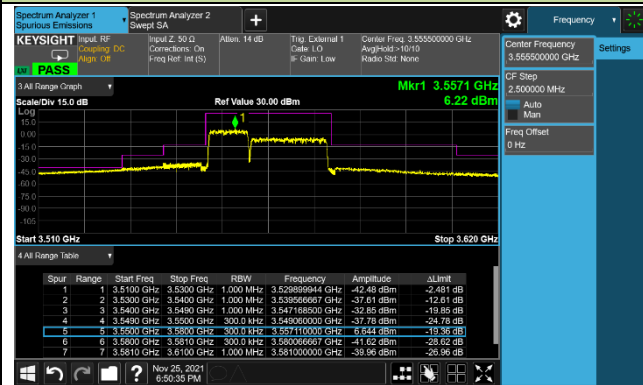 Spectrum Analyzer 1
Spurious Emissions
Spectrum Analyzer 2
Swept SA
Frequency
KEYSIGHT
Input: RF
Coupling: DC
Align: Off
Input Z: 50 Ω
Corrections: On
Freq Ref: Int (S)
Atten: 14 dB
Trig: External 1
Gate: LO
IF Gain: Low
Center Freq: 3.555500000 GHz
Avg|Hold:>10/10
Radio Std: None
PASS
Center Frequency
3.555500000 GHz
Settings
CF Step
2.500000 MHz
Auto
Man
Freq Offset
0 Hz
3 All Range Graph
Mkr1 3.5571 GHz
Scale/Div 15.0 dB
Ref Value 30.00 dBm
6.22 dBm
Log
15.0
0.00
-15.0
-30.0
-45.0
-60.0
-75.0
-90.0
-105
1
Start 3.510 GHz
Stop 3.620 GHz
4 All Range Table
Spur Range Start Freq Stop Freq RBW Frequency Amplitude ΔLimit
1 1 3.5100 GHz 3.5300 GHz 1.000 MHz 3.529899944 GHz -42.48 dBm -2.481 dB
2 2 3.5300 GHz 3.5400 GHz 1.000 MHz 3.539566667 GHz -37.61 dBm -12.61 dB
3 3 3.5400 GHz 3.5490 GHz 1.000 MHz 3.547168500 GHz -32.85 dBm -19.85 dB
4 4 3.5490 GHz 3.5500 GHz 300.0 kHz 3.549060000 GHz -37.78 dBm -24.78 dB
5 5 3.5500 GHz 3.5800 GHz 300.0 kHz 3.557110000 GHz 6.644 dBm -19.36 dB
6 6 3.5800 GHz 3.5810 GHz 300.0 kHz 3.580066667 GHz -41.62 dBm -28.62 dB
7 7 3.5810 GHz 3.6100 GHz 1.000 MHz 3.581000000 GHz -39.96 dBm -26.96 dB
Nov 25, 2021
6:50:35 PM